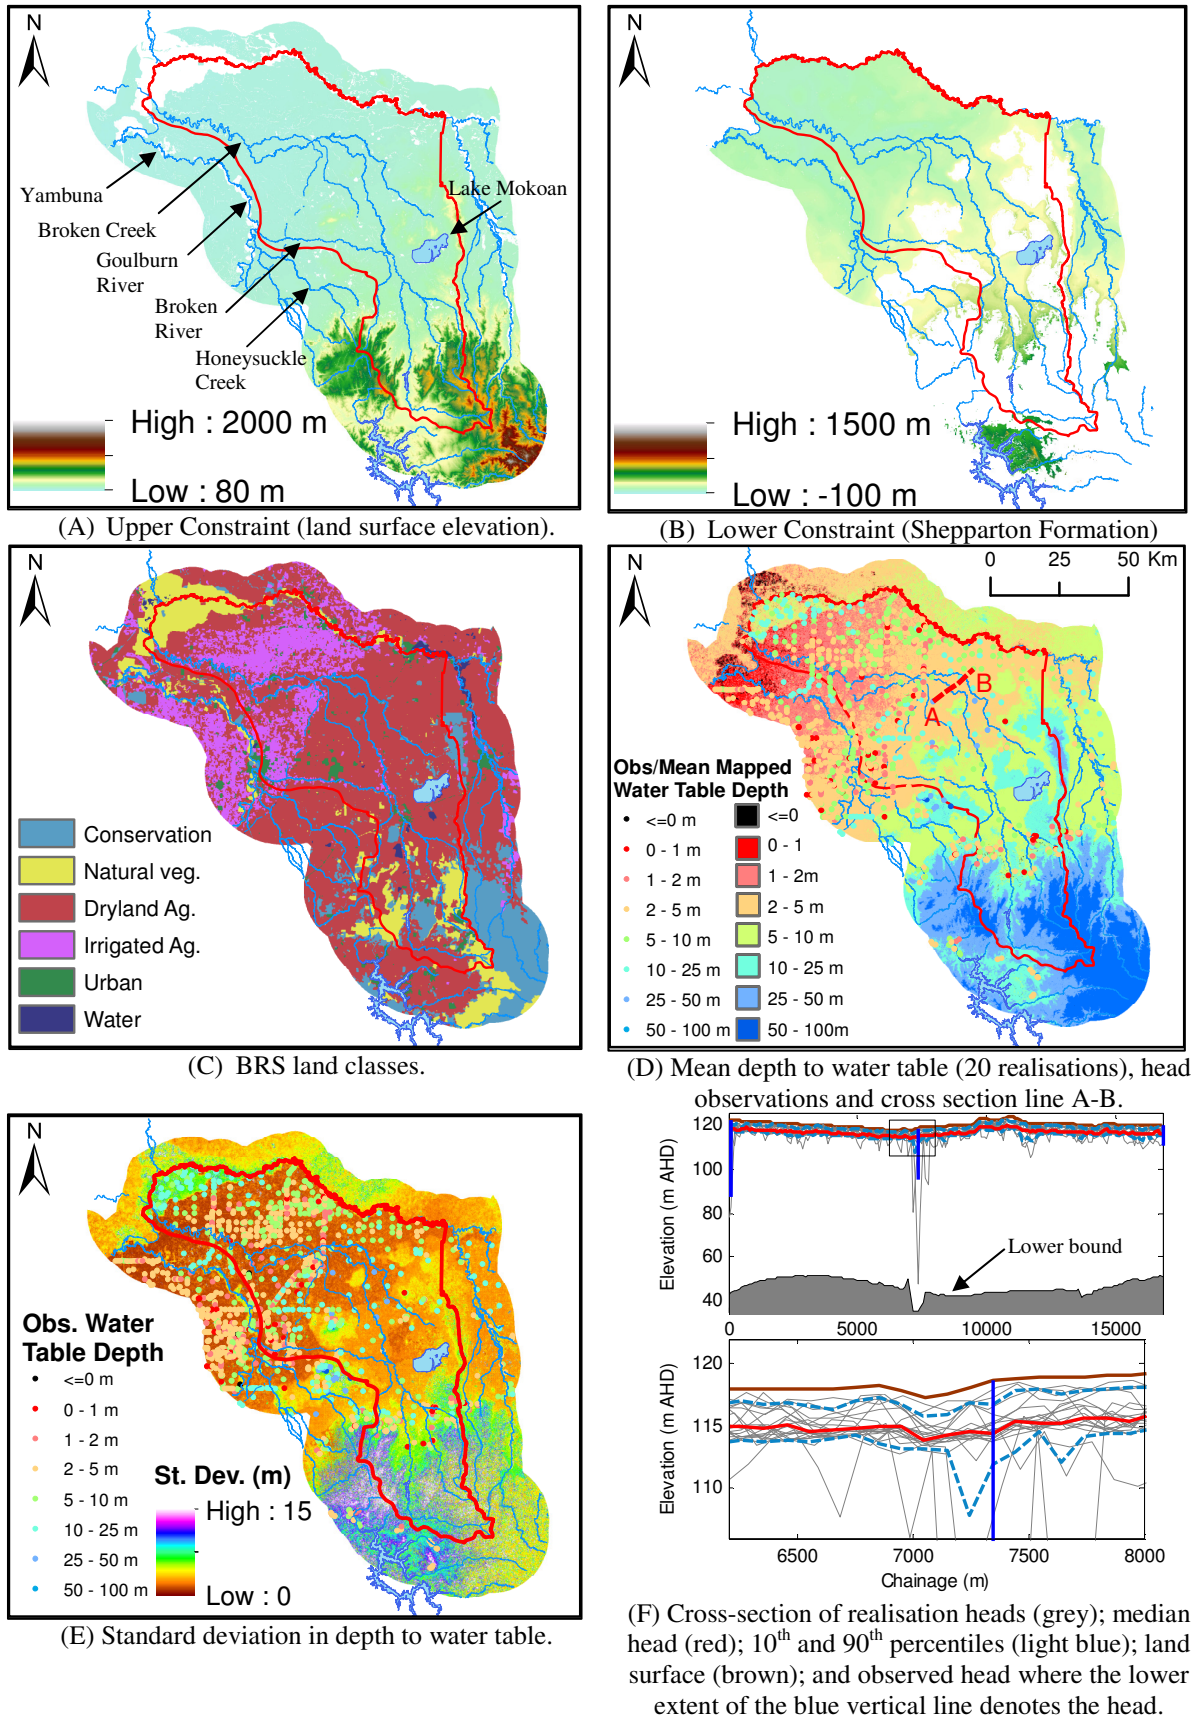 N
Yambuna
Broken Creek
Goulburn
River
Broken
River
Honeysuckle
Creek
Lake Mokoan
High : 2000 m
Low : 80 m
(A) Upper Constraint (land surface elevation).
N
High : 1500 m
Low : -100 m
(B) Lower Constraint (Shepparton Formation)
N
Conservation
Natural veg.
Dryland Ag.
Irrigated Ag.
Urban
Water
(C) BRS land classes.
N
0 25 50 Km
A
B
Obs/Mean Mapped
Water Table Depth
<=0 m <=0
0 - 1 m 0 - 1
1 - 2 m 1 - 2m
2 - 5 m 2 - 5 m
5 - 10 m 5 - 10 m
10 - 25 m 10 - 25 m
25 - 50 m 25 - 50 m
50 - 100 m 50 - 100m
(D) Mean depth to water table (20 realisations), head
observations and cross section line A-B.
N
Obs. Water
Table Depth
<=0 m
0 - 1 m
1 - 2 m
2 - 5 m
5 - 10 m
10 - 25 m
25 - 50 m
50 - 100 m
St. Dev. (m)
High : 15
Low : 0
(E) Standard deviation in depth to water table.
Elevation (m AHD)
120
100
80
60
40
Lower bound
0 5000 10000 15000
Elevation (m AHD)
120
115
110
6500 7000 7500 8000
Chainage (m)
(F) Cross-section of realisation heads (grey); median
head (red); 10th and 90th percentiles (light blue); land
surface (brown); and observed head where the lower
extent of the blue vertical line denotes the head.